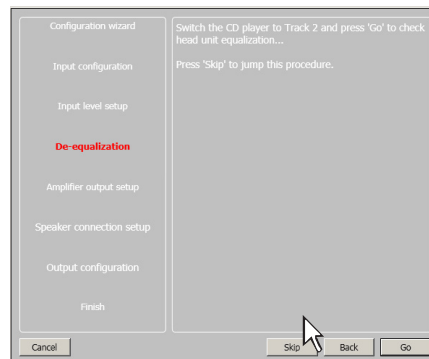 Configuration wizard
Input configuration
Input level setup
De-equalization
Amplifier output setup
Speaker connection setup
Output configuration
Finish
Switch the CD player to Track 2 and press 'Go' to check
head unit equalization...
Press 'Skip' to jump this procedure.
Cancel
Skip
Back
Go